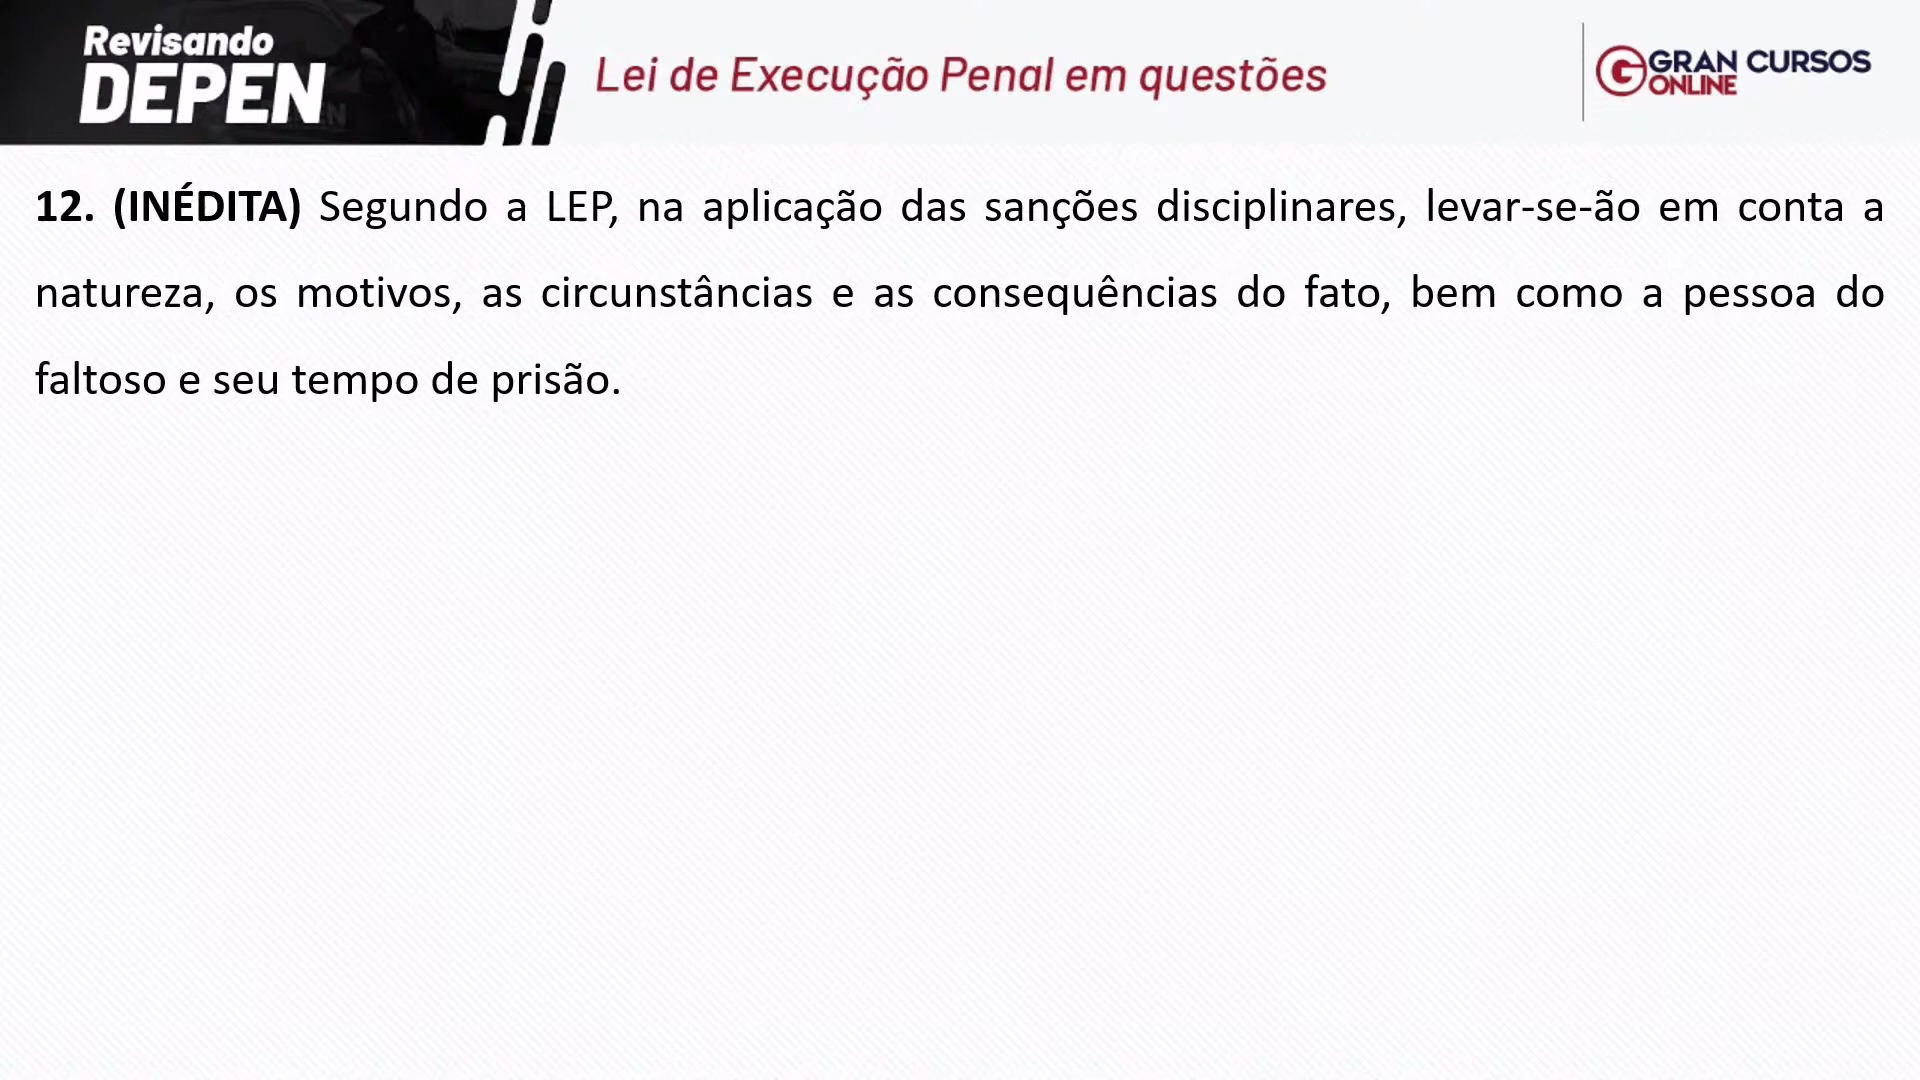 Revisando
DEPEN
Lei de Execução Penal em questões
GRAN CURSOS
ONLINE
12. (INÉDITA) Segundo a LEP, na aplicação das sanções disciplinares, levar-se-ão em conta a
natureza, os motivos, as circunstâncias e as consequências do fato, bem como a pessoa do
faltoso e seu tempo de prisão.